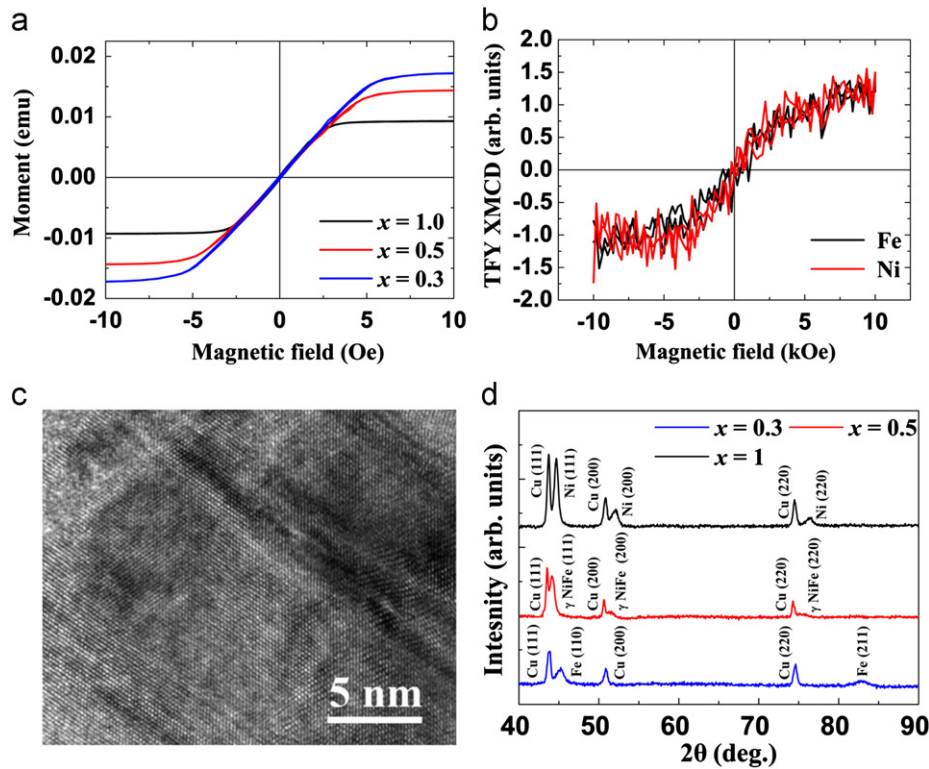 a
Moment (emu)
0.02
0.01
0.00
-0.01
-0.02
x = 1.0
x = 0.5
x = 0.3
-10
-5
0
5
10
Magnetic field (Oe)
b
TFY XMCD (arb. units)
2.0
1.5
1.0
0.5
0.0
-0.5
-1.0
-1.5
-2.0
Fe
Ni
-10
-5
0
5
10
Magnetic field (kOe)
c
5 nm
d
Intesnity (arb. units)
x = 0.3
x = 0.5
x = 1
Cu (111)
Ni (111)
Cu (200)
Ni (200)
Cu (220)
Ni (220)
Cu (111)
γ NiFe (111)
Cu (200)
γ NiFe (200)
Cu (220)
γ NiFe (220)
Cu (111)
Fe (110)
Cu (200)
Cu (220)
Fe (211)
40
50
60
70
80
90
2θ (deg.)